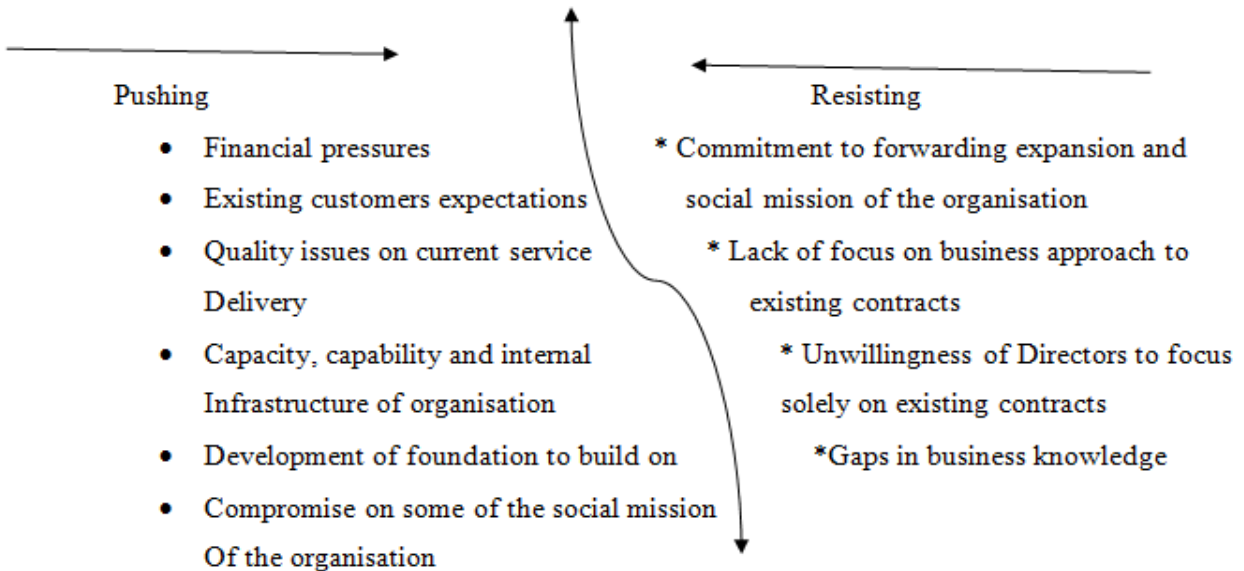 Pushing
• Financial pressures
• Existing customers expectations
• Quality issues on current service
Delivery
• Capacity, capability and internal
Infrastructure of organisation
• Development of foundation to build on
• Compromise on some of the social mission
Of the organisation
Resisting
* Commitment to forwarding expansion and
social mission of the organisation
* Lack of focus on business approach to
existing contracts
* Unwillingness of Directors to focus
solely on existing contracts
*Gaps in business knowledge